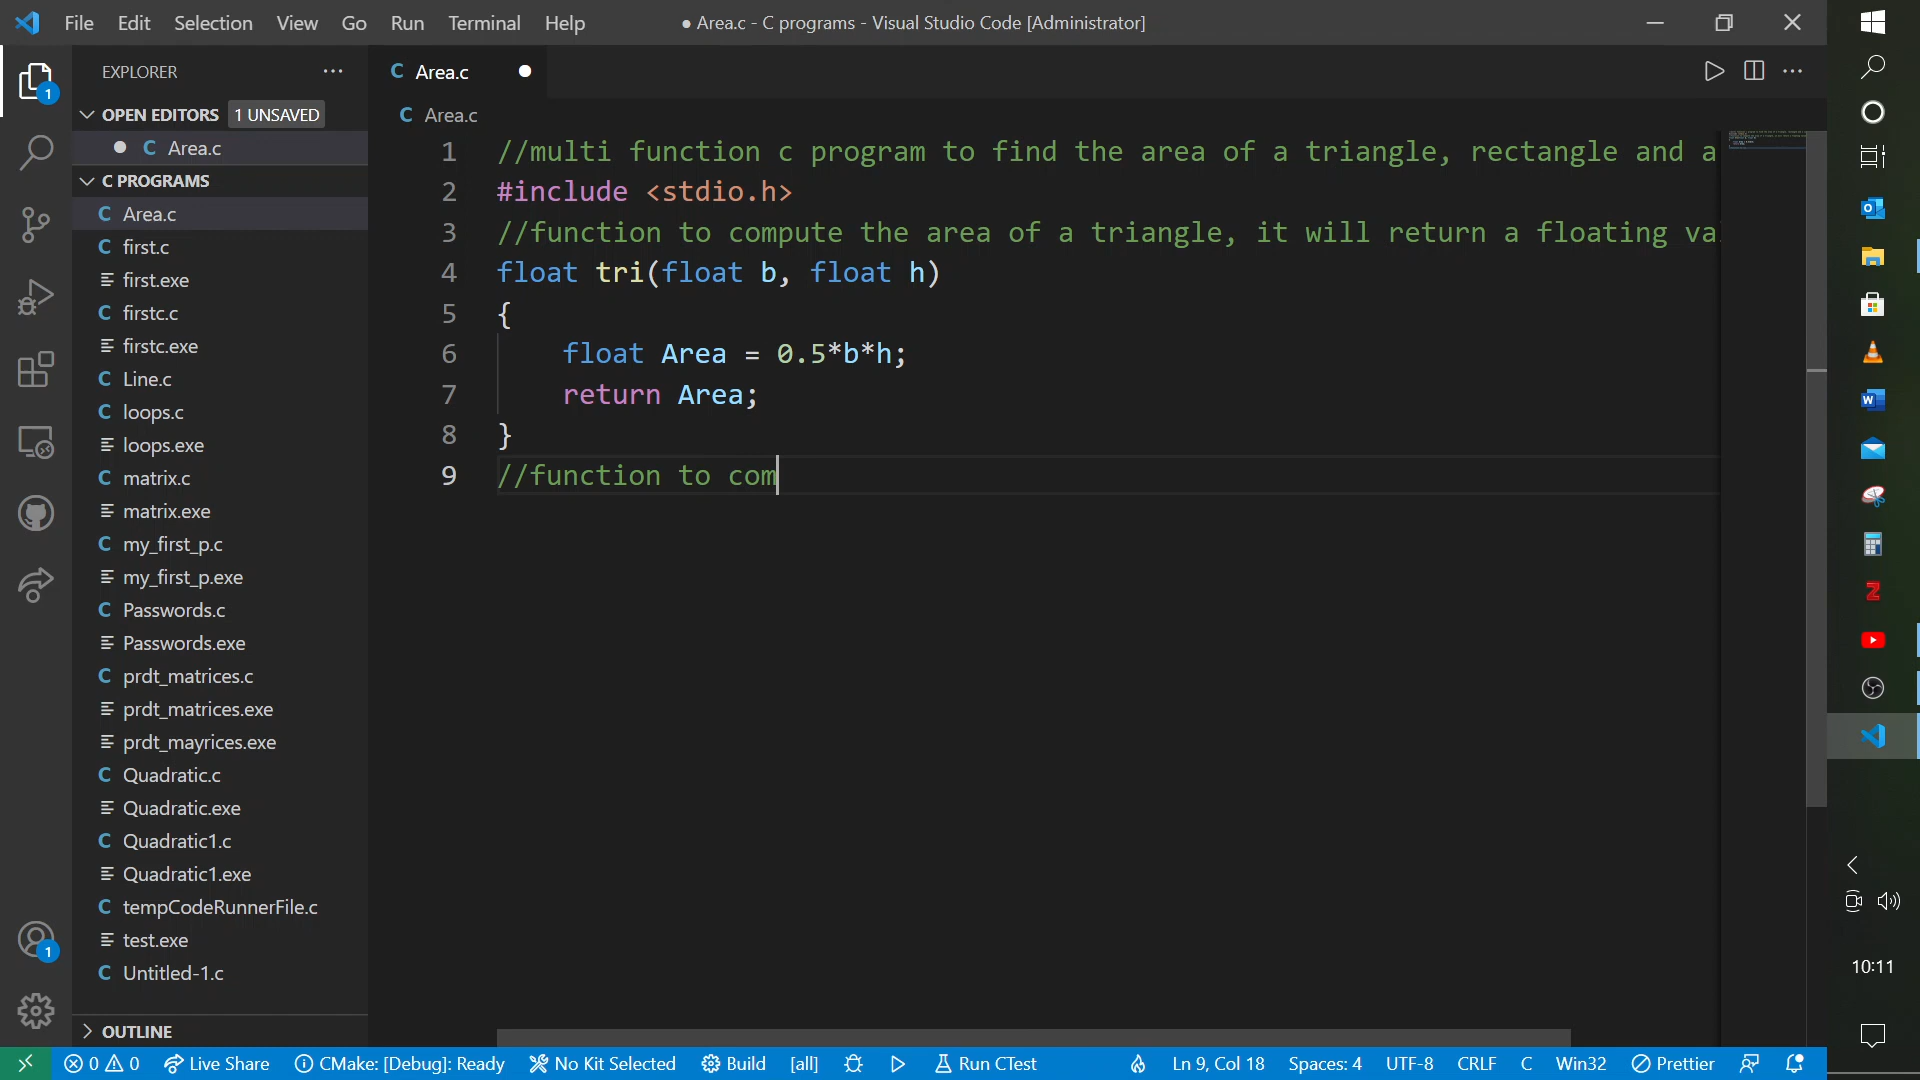 File Edit Selection View Go Run Terminal Help
● Area.c - C programs - Visual Studio Code [Administrator]
EXPLORER
Area.c
OPEN EDITORS 1 UNSAVED
Area.c
C PROGRAMS
Area.c
first.c
first.exe
firstc.c
firstc.exe
Line.c
loops.c
loops.exe
matrix.c
matrix.exe
my_first_p.c
my_first_p.exe
Passwords.c
Passwords.exe
prdt_matrices.c
prdt_matrices.exe
prdt_mayrices.exe
Quadratic.c
Quadratic.exe
Quadratic1.c
Quadratic1.exe
tempCodeRunnerFile.c
test.exe
Untitled-1.c
OUTLINE
C Area.c
1 //multi function c program to find the area of a triangle, rectangle and a
2 #include <stdio.h>
3 //function to compute the area of a triangle, it will return a floating va
4 float tri(float b, float h)
5 {
6 float Area = 0.5*b*h;
7 return Area;
8 }
9 //function to com
10:11
0 0 Live Share CMake: [Debug]: Ready No Kit Selected Build [all] Run CTest Ln 9, Col 18 Spaces: 4 UTF-8 CRLF C Win32 Prettier